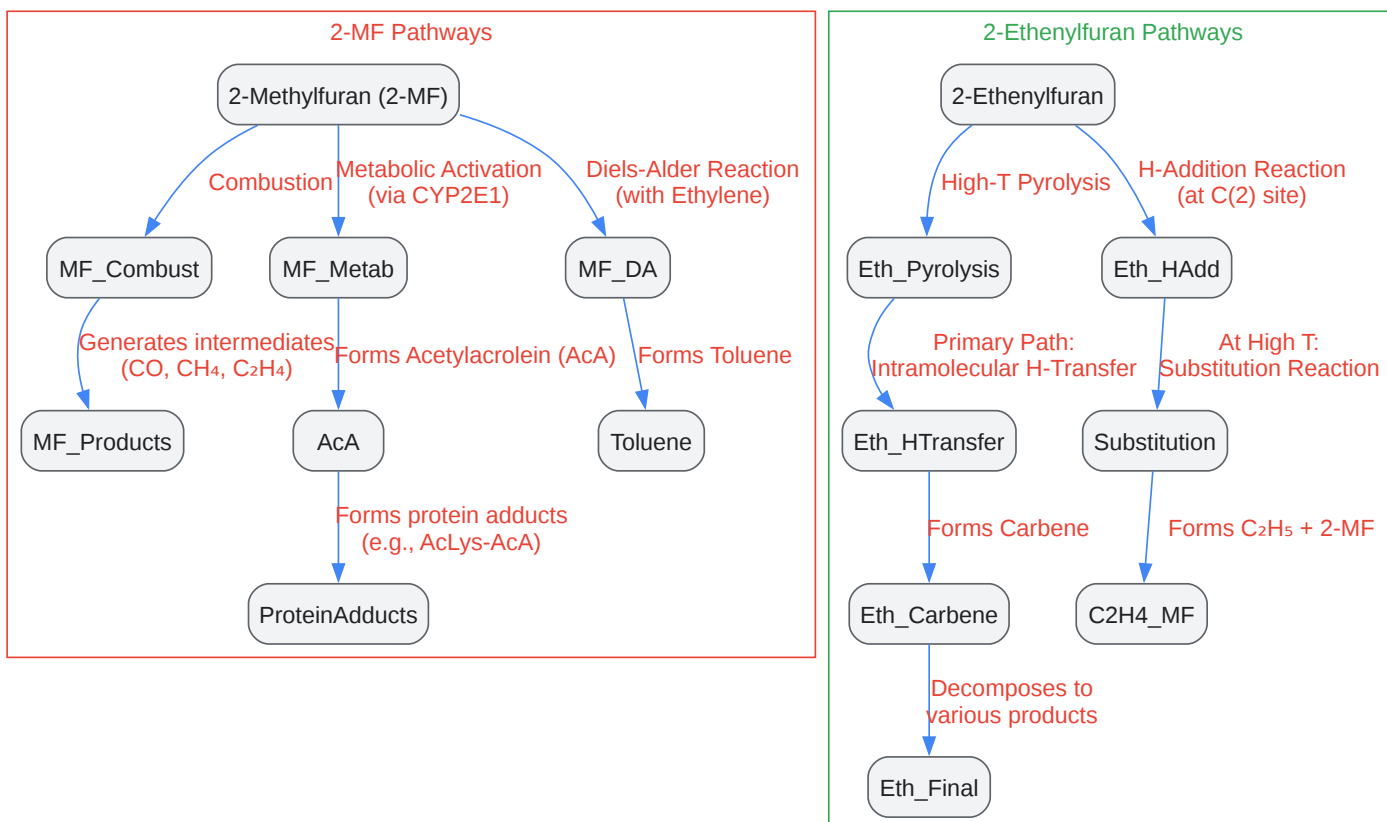 2-MF Pathways
2-Methylfuran (2-MF)
Combustion
Metabolic Activation
(via CYP2E1)
Diels-Alder Reaction
(with Ethylene)
MF_Combust
MF_Metab
MF_DA
Generates intermediates
(CO, CH₄, C₂H₄)
Forms Acetylacrolein (AcA)
Forms Toluene
MF_Products
AcA
Toluene
Forms protein adducts
(e.g., AcLys-AcA)
ProteinAdducts
2-Ethenylfuran Pathways
2-Ethenylfuran
High-T Pyrolysis
H-Addition Reaction
(at C(2) site)
Eth_Pyrolysis
Eth_HAdd
Primary Path:
Intramolecular H-Transfer
At High T:
Substitution Reaction
Eth_HTransfer
Substitution
Forms Carbene
Forms C₂H₅ + 2-MF
Eth_Carbene
C2H4_MF
Decomposes to
various products
Eth_Final